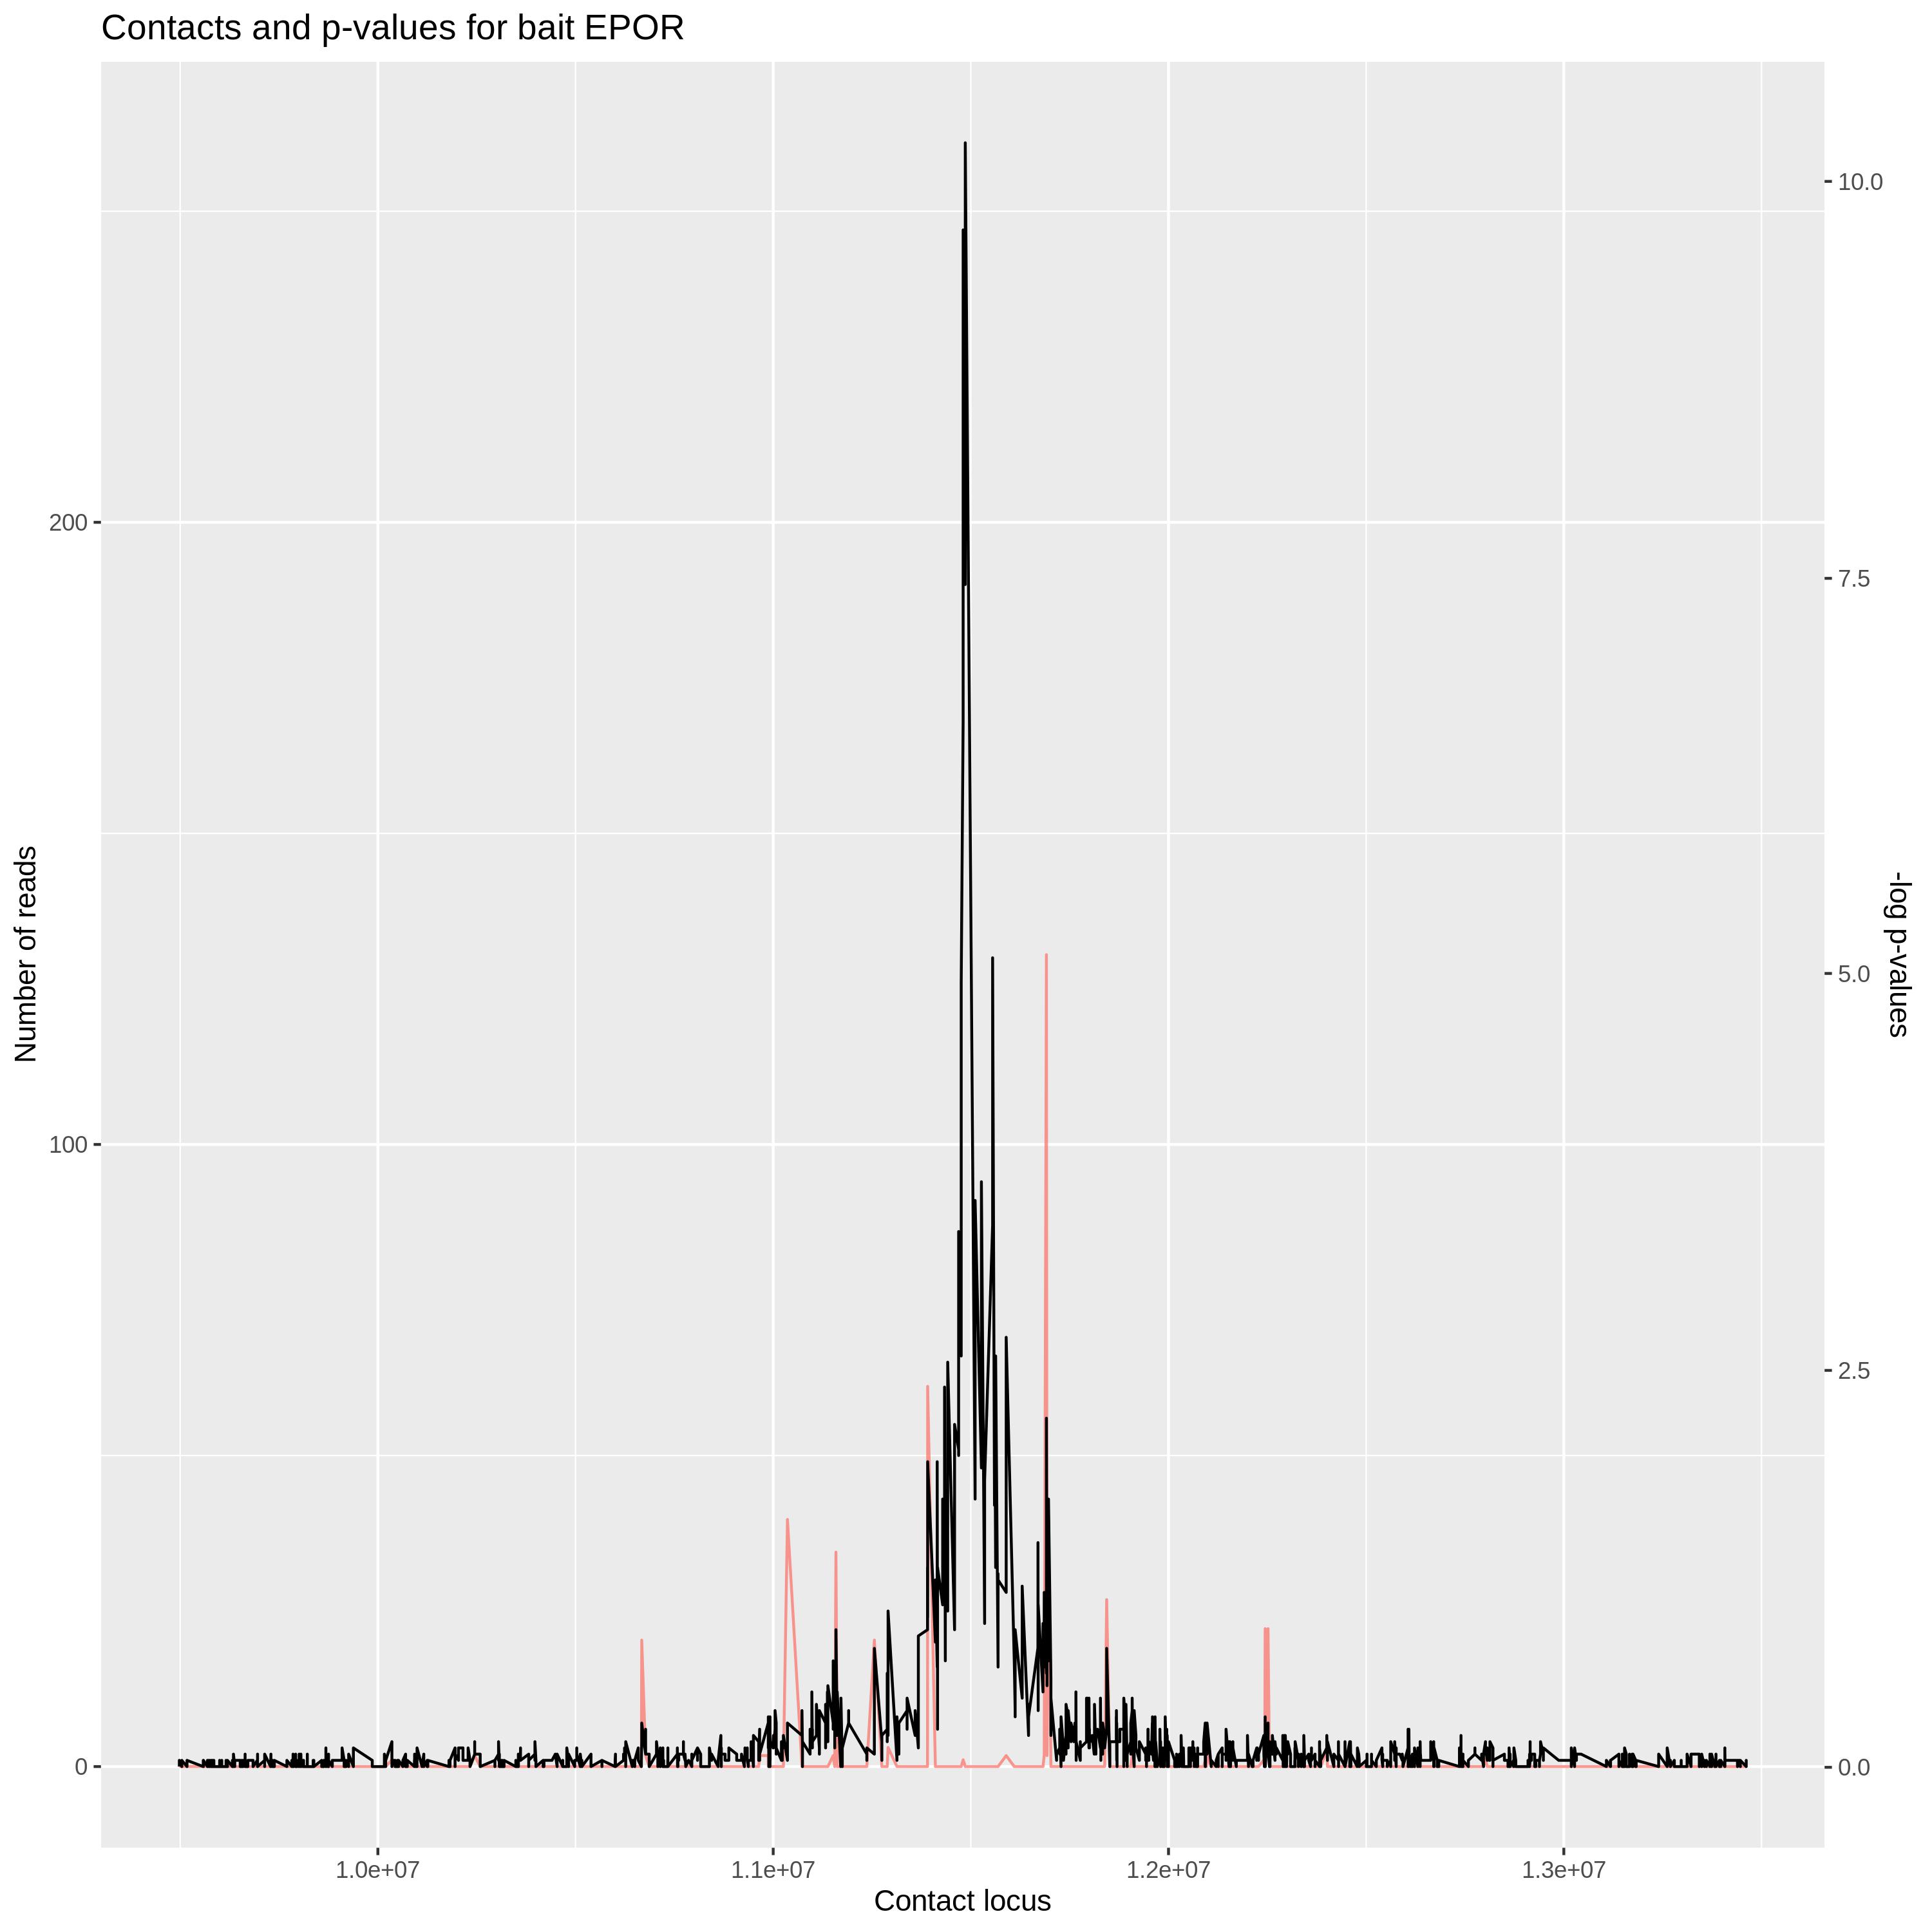 Contacts and p-values for bait EPOR
Number of reads
200
100
0
10.0
7.5
5.0
2.5
0.0
-log p-values
1.0e+07
1.1e+07
1.2e+07
1.3e+07
Contact locus